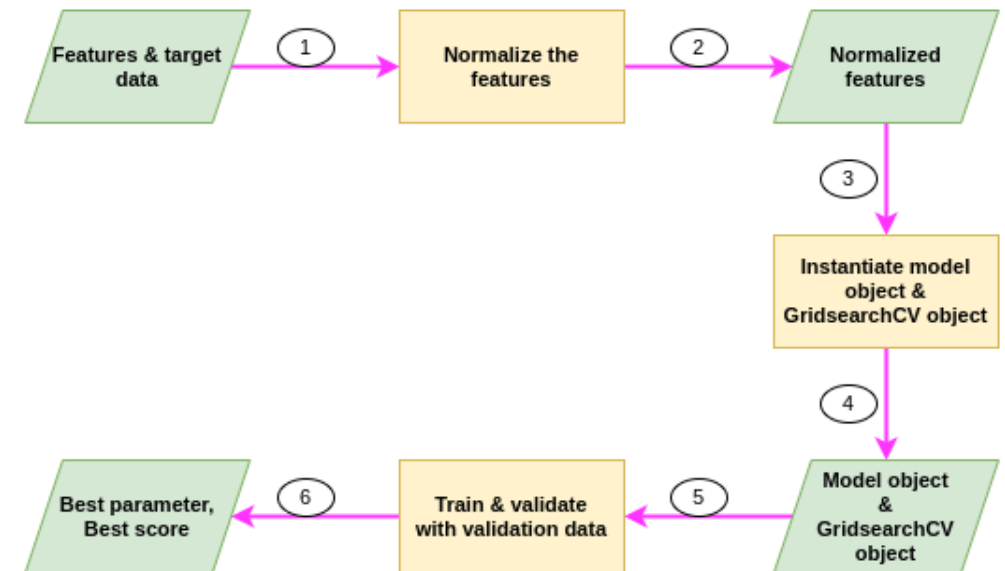 Features & target
data
1
Normalize the
features
2
Normalized
features
3
Instantiate model
object &
GridsearchCV object
4
Model object
&
GridsearchCV
object
5
Train & validate
with validation data
6
Best parameter,
Best score